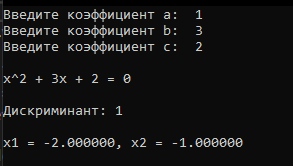 Введите коэффициент a:  1
Введите коэффициент b:  3
Введите коэффициент c:  2
x^2 + 3x + 2 = 0
Дискриминант: 1
x1 = -2.000000, x2 = -1.000000